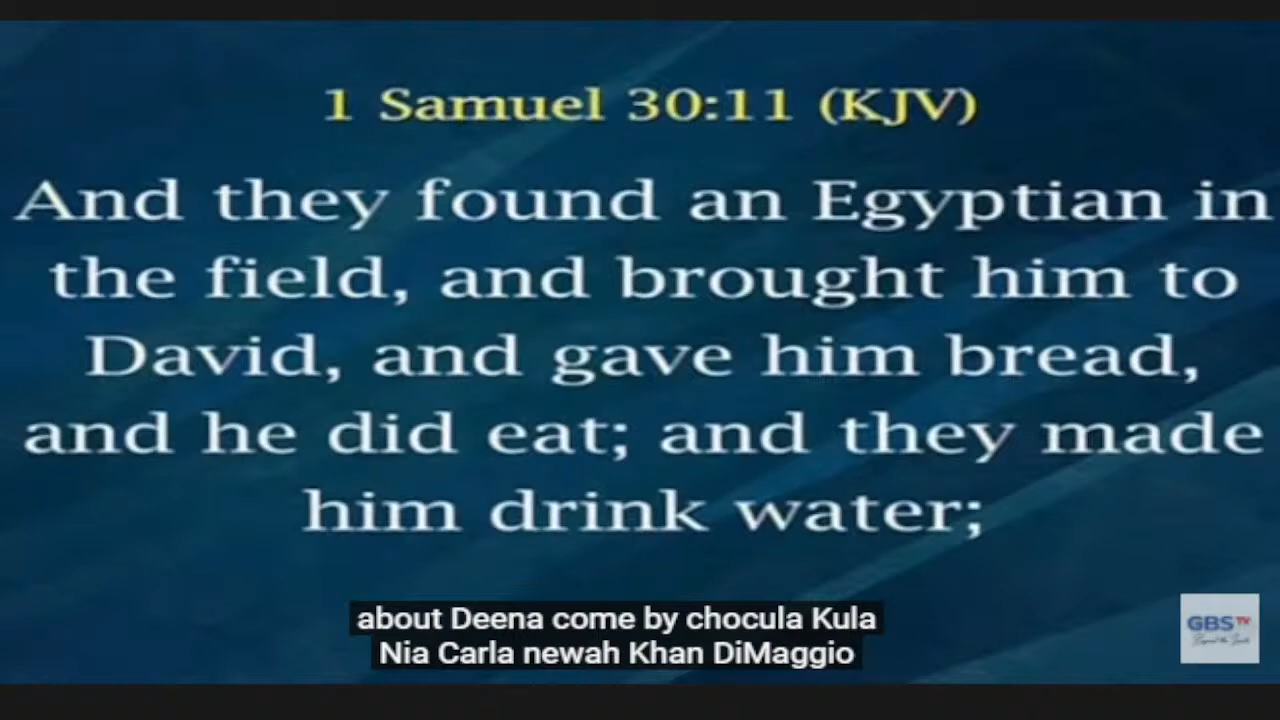 1 Samuel 30:11 (KJV)
And they found an Egyptian in
the field, and brought him to
David, and gave him bread,
and he did eat; and they made
him drink water;
about Deena come by chocula Kula
Nia Carla newah Khan DiMaggio
GBS TV